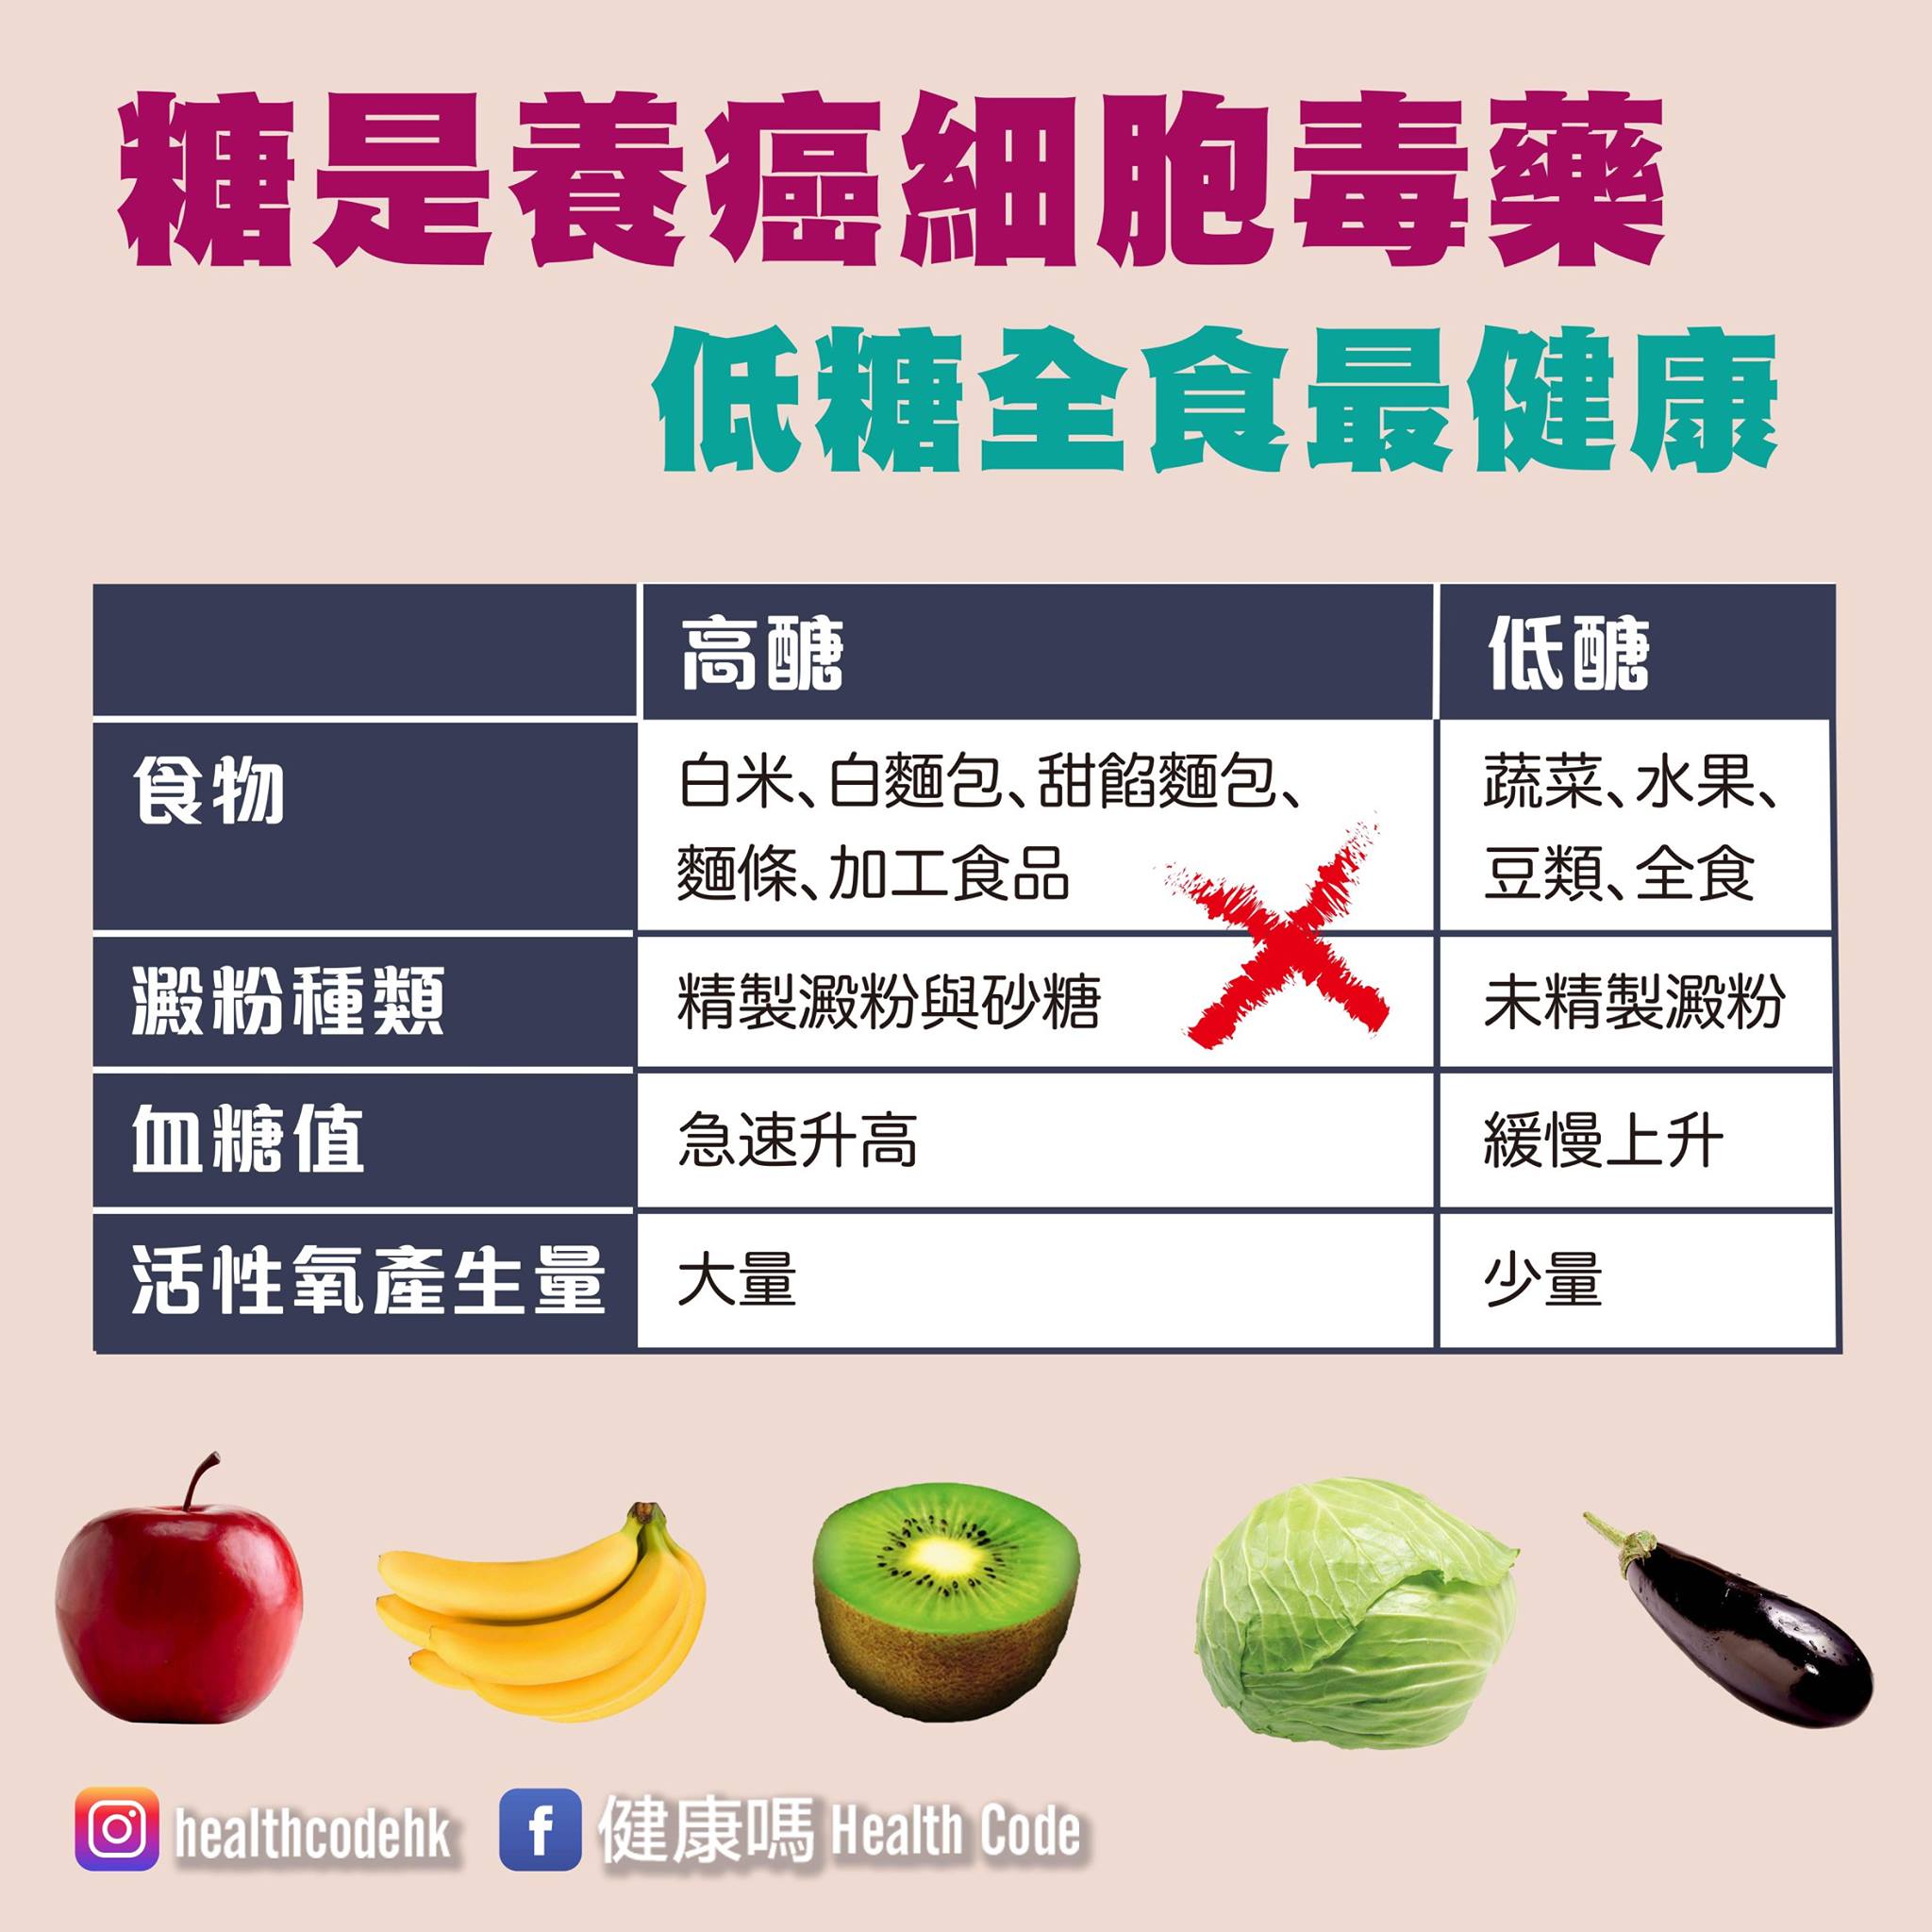 糖是養癌細胞毒藥
低糖全食最健康
高醣 低醣
食物 白米、白麵包、甜餡麵包、 蔬菜、水果、
麵條、加工食品 豆類、全食
澱粉種類 精製澱粉與砂糖 未精製澱粉
血糖值 急速升高 緩慢上升
活性氧產生量 大量 少量
healthcodehk 健康嗎 Health Code